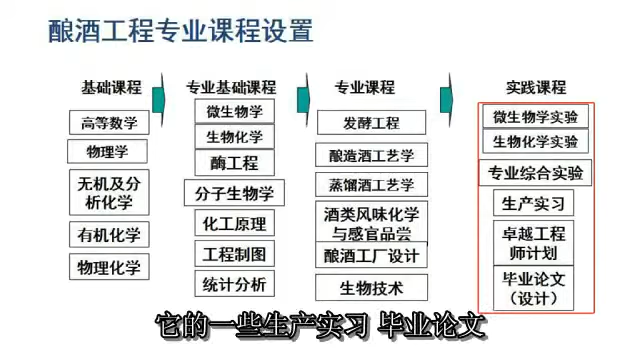 酿酒工程专业课程设置
基础课程
高等数学
物理学
无机及分
析化学
有机化学
物理化学
专业基础课程
微生物学
生物化学
酶工程
分子生物学
化工原理
工程制图
统计分析
专业课程
发酵工程
酿造酒工艺学
蒸馏酒工艺学
酒类风味化学
与感官品尝
酿酒工厂设计
生物技术
实践课程
微生物学实验
生物化学实验
专业综合实验
生产实习
卓越工程
师计划
毕业论文
（设计）
它的一些生产实习 毕业论文